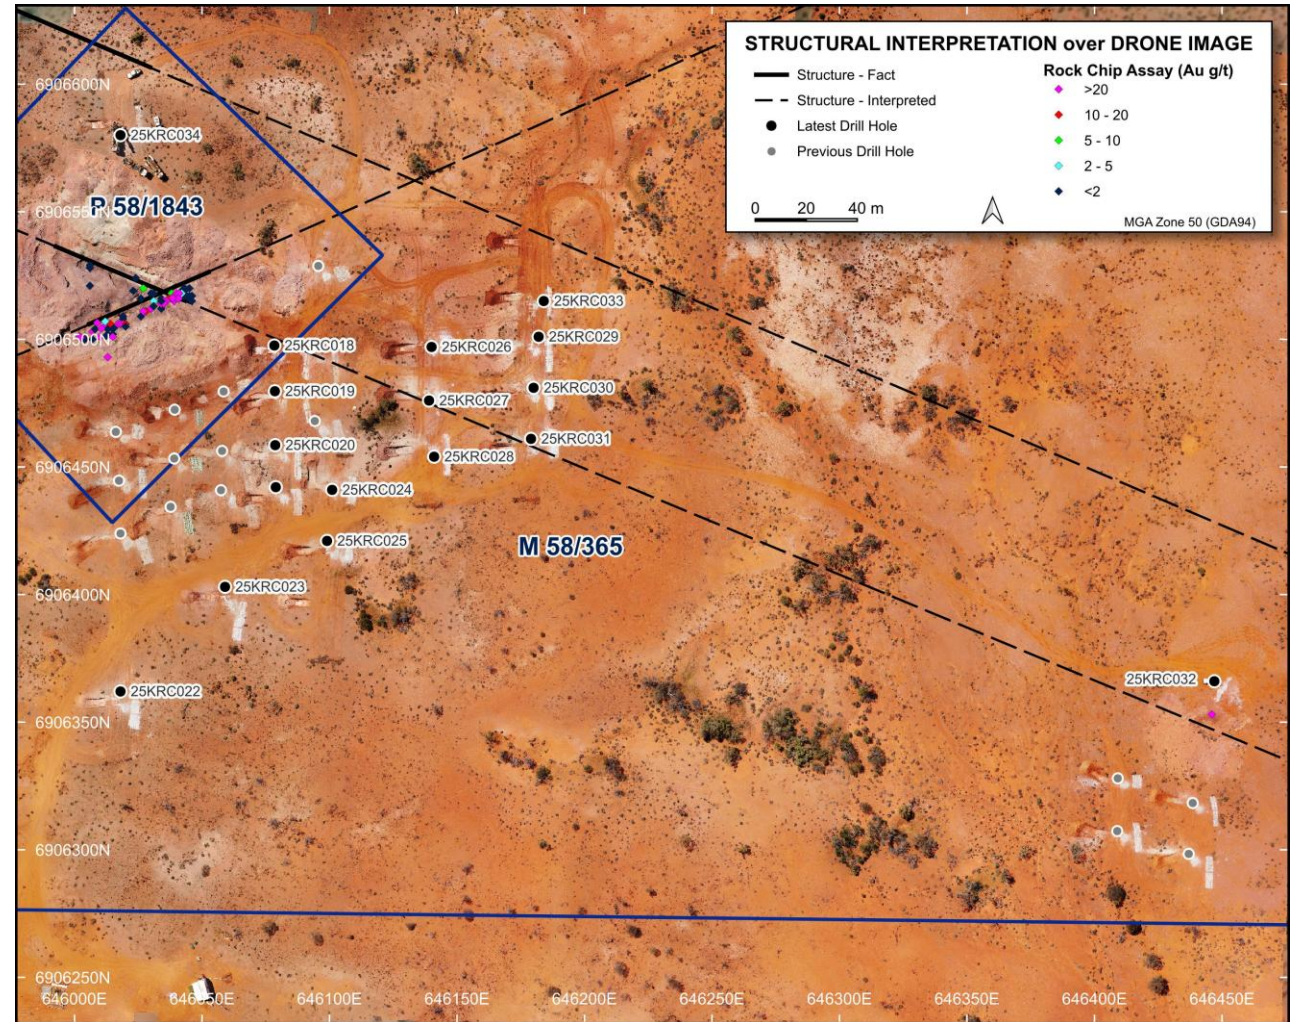 STRUCTURAL INTERPRETATION over DRONE IMAGE
Structure - Fact
Structure - Interpreted
Latest Drill Hole
Previous Drill Hole
Rock Chip Assay (Au g/t)
>20
10 - 20
5 - 10
2 - 5
<2
0 20 40 m
MGA Zone 50 (GDA94)
6906600N
25KRC034
P 58/1843
6906550N
25KRC033
6906500N
25KRC018
25KRC026
25KRC029
25KRC019
25KRC027
25KRC030
25KRC020
25KRC028
25KRC031
6906450N
25KRC024
25KRC025
M 58/365
6906400N
25KRC023
25KRC022
25KRC032
6906350N
6906300N
6906250N
646000E 646050E 646100E 646150E 646200E 646250E 646300E 646350E 646400E 646450E